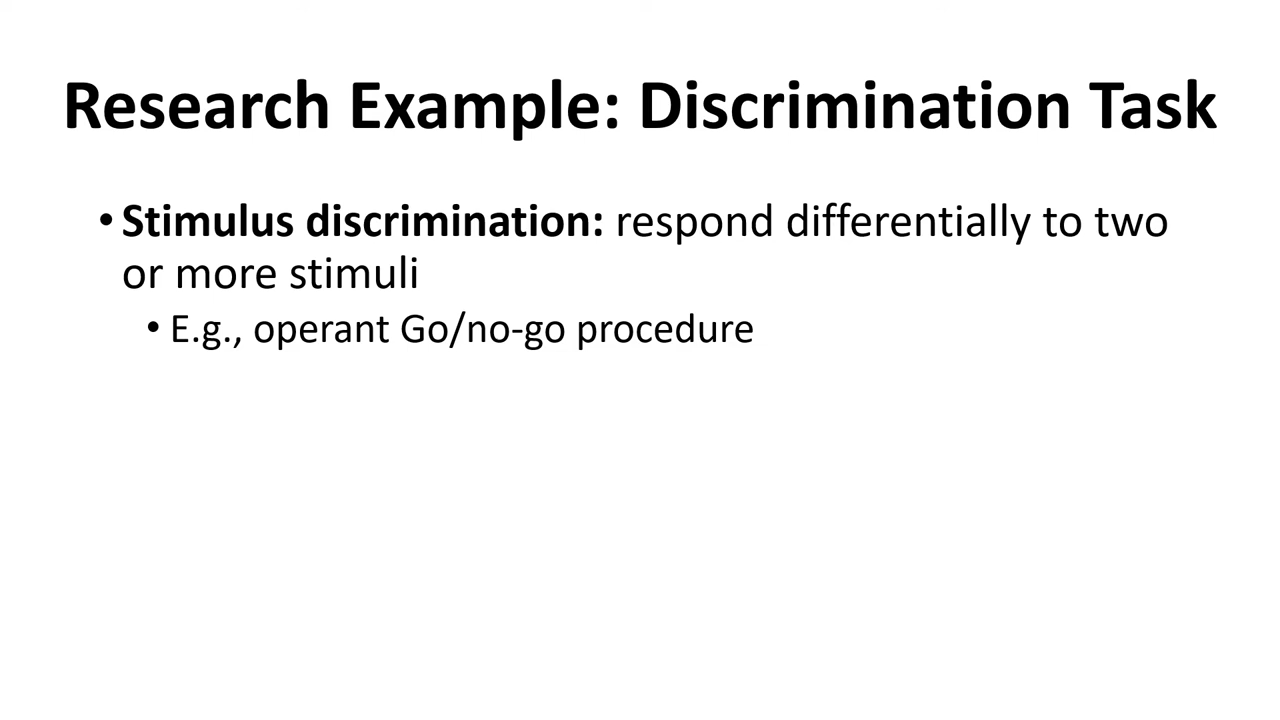 Research Example: Discrimination Task
• Stimulus discrimination: respond differentially to two
or more stimuli
• E.g., operant Go/no-go procedure